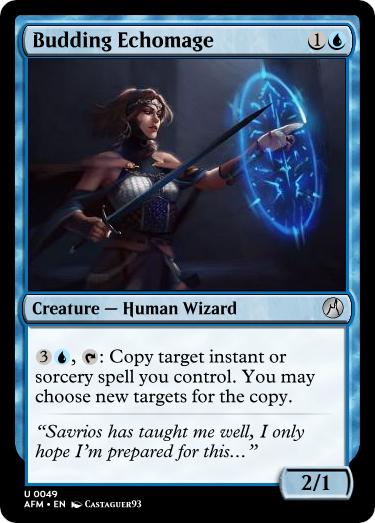 Budding Echomage 1
Creature — Human Wizard
3, : Copy target instant or
sorcery spell you control. You may
choose new targets for the copy.
“Savrios has taught me well, I only
hope I’m prepared for this…”
2/1
U 0049
AFM • EN Castaguer93